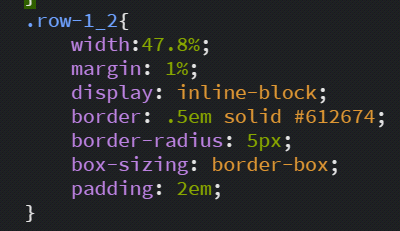 }
.row-1_2{
    width:47.8%;
    margin: 1%;
    display: inline-block;
    border: .5em solid #612674;
    border-radius: 5px;
    box-sizing: border-box;
    padding: 2em;
}